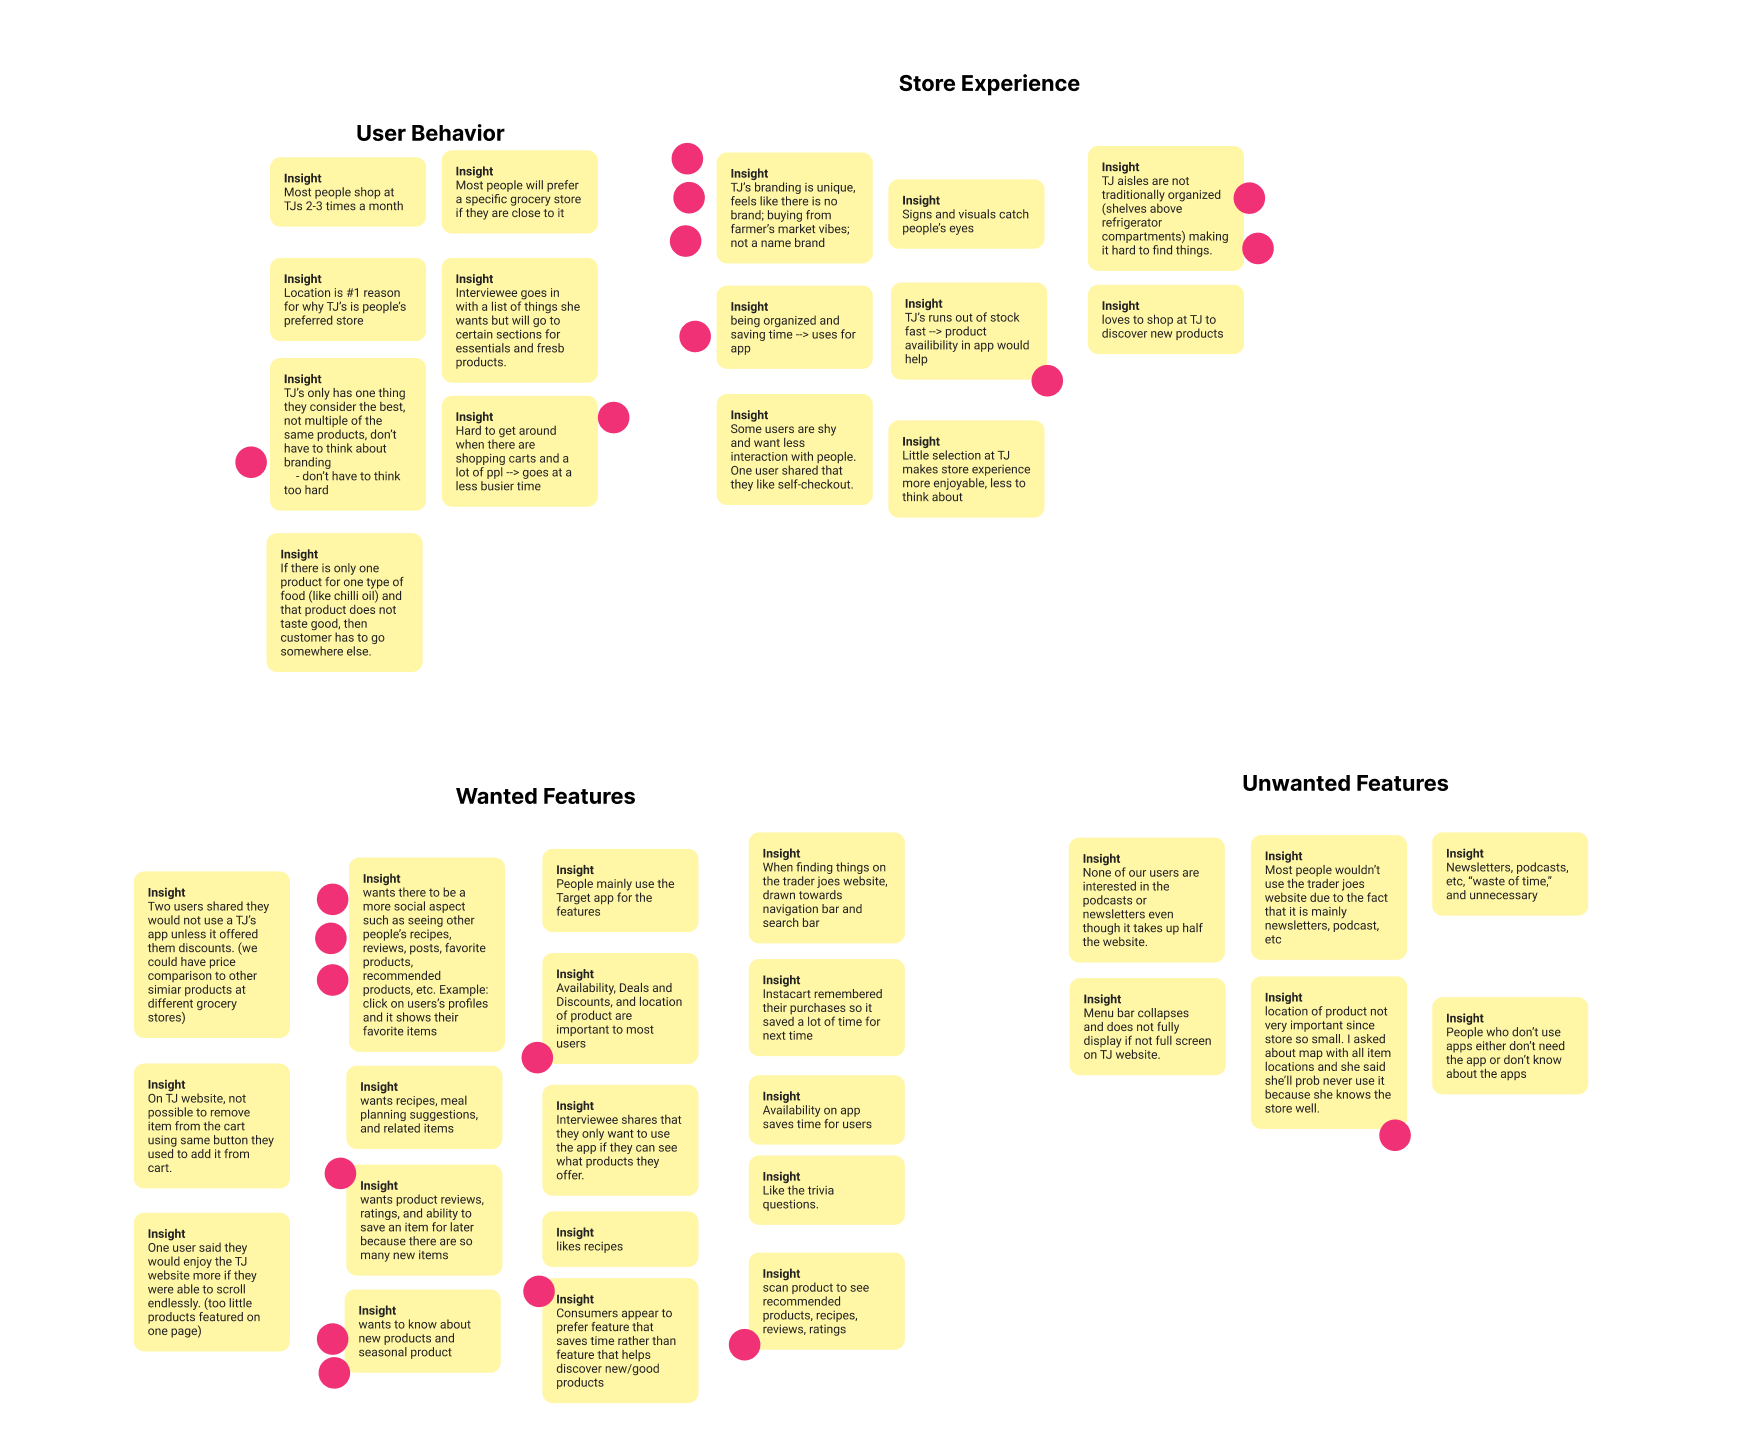 Store Experience
User Behavior
Insight
Most people shop at
TJs 2-3 times a month
Insight
Most people will prefer
a specific grocery store
if they are close to it
Insight
Location is #1 reason
for why TJ's is people's
preferred store
Insight
Interviewee goes in
with a list of things she
wants but will go to
certain sections for
essentials and fresb
products.
Insight
TJ's only has one thing
they consider the best,
not multiple of the
same products, don't
have to think about
branding
- don't have to think
too hard
Insight
Hard to get around
when there are
shopping carts and a
lot of ppl --> goes at a
less busier time
Insight
If there is only one
product for one type of
food (like chilli oil) and
that product does not
taste good, then
customer has to go
somewhere else.
Insight
TJ's branding is unique,
feels like there is no
brand; buying from
farmer's market vibes;
not a name brand
Insight
Signs and visuals catch
people's eyes
Insight
TJ aisles are not
traditionally organized
(shelves above
refrigerator
compartments) making
it hard to find things.
Insight
being organized and
saving time --> uses for
app
Insight
TJ's runs out of stock
fast --> product
availibility in app would
help
Insight
loves to shop at TJ to
discover new products
Insight
Some users are shy
and want less
interaction with people.
One user shared that
they like self-checkout.
Insight
Little selection at TJ
makes store experience
more enjoyable, less to
think about
Wanted Features
Insight
Two users shared they
would not use a TJ's
app unless it offered
them discounts. (we
could have price
comparison to other
simiar products at
different grocery
stores)
Insight
On TJ website, not
possible to remove
item from the cart
using same button they
used to add it from
cart.
Insight
One user said they
would enjoy the TJ
website more if they
were able to scroll
endlessly. (too little
products featured on
one page)
Insight
wants there to be a
more social aspect
such as seeing other
people's recipes,
reviews, posts, favorite
products,
recommended
products, etc. Example:
click on users's profiles
and it shows their
favorite items
Insight
wants recipes, meal
planning suggestions,
and related items
Insight
wants product reviews,
ratings, and ability to
save an item for later
because there are so
many new items
Insight
wants to know about
new products and
seasonal product
Insight
People mainly use the
Target app for the
features
Insight
Availability, Deals and
Discounts, and location
of product are
important to most
users
Insight
Interviewee shares that
they only want to use
the app if they can see
what products they
offer.
Insight
likes recipes
Insight
Consumers appear to
prefer feature that
saves time rather than
feature that helps
discover new/good
products
Insight
When finding things on
the trader joes website,
drawn towards
navigation bar and
search bar
Insight
Instacart remembered
their purchases so it
saved a lot of time for
next time
Insight
Availability on app
saves time for users
Insight
Like the trivia
questions.
Insight
scan product to see
recommended
products, recipes,
reviews, ratings
Unwanted Features
Insight
None of our users are
interested in the
podcasts or
newsletters even
though it takes up half
the website.
Insight
Most people wouldn't
use the trader joes
website due to the fact
that it is mainly
newsletters, podcast,
etc
Insight
Newsletters, podcasts,
etc, "waste of time,"
and unnecessary
Insight
Menu bar collapses
and does not fully
display if not full screen
on TJ website.
Insight
location of product not
very important since
store so small. I asked
about map with all item
locations and she said
she'll prob never use it
because she knows the
store well.
Insight
People who don't use
apps either don't need
the app or don't know
about the apps